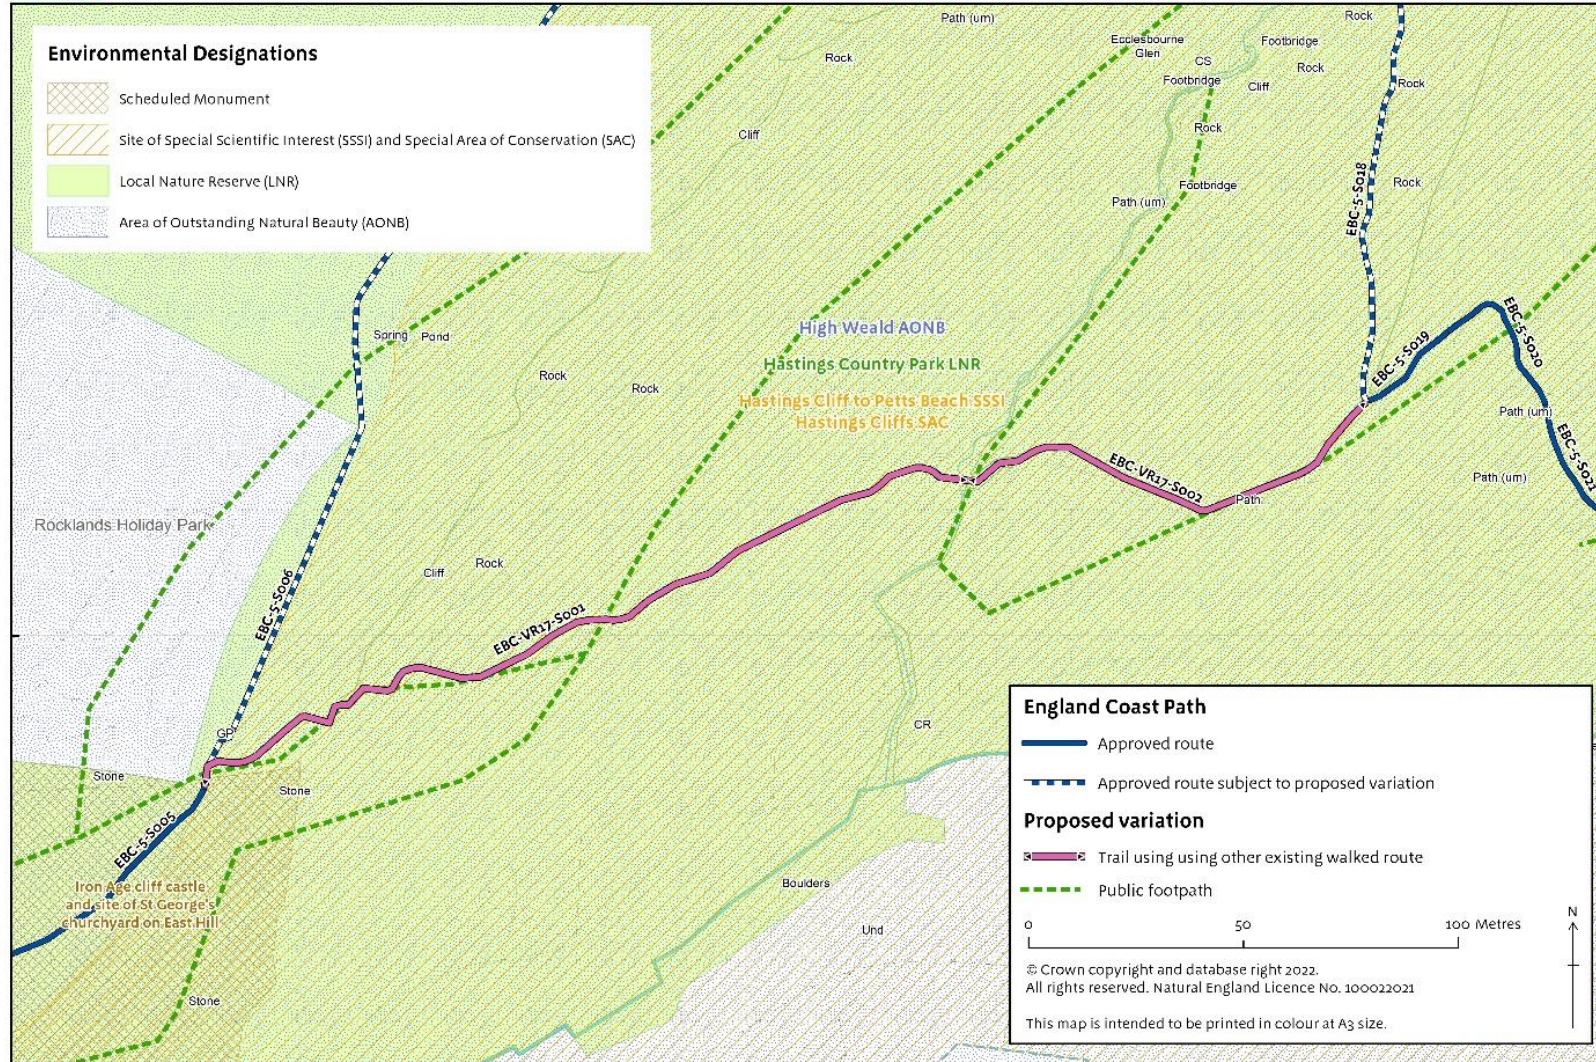 Environmental Designations
Scheduled Monument
Site of Special Scientific Interest (SSSI) and Special Area of Conservation (SAC)
Local Nature Reserve (LNR)
Area of Outstanding Natural Beauty (AONB)
Path (um)
Rock
Cliff
Ecclesbourne
Glen
CS
Footbridge
Footbridge
Rock
Rock
Cliff
Rock
Rock
Footbridge
Path (um)
Rock
EBC-5-S018
Spring
Pond
Rock
Rock
High Weald AONB
Hastings Country Park LNR
Hastings Cliff to Petts Beach SSSI
Hastings Cliffs SAC
EBC-5-S019
EBC-5-S020
Path (um)
EBC-5-S021
Path (um)
EBC-VR17-S002
Path
Rocklands Holiday Park
Cliff
Rock
EBC-5-S006
EBC-VR17-S001
GP
CR
Stone
Stone
EBC-5-S005
Iron Age cliff castle
and site of St George's
churchyard on East Hill
Boulders
Und
Stone
England Coast Path
Approved route
Approved route subject to proposed variation
Proposed variation
Trail using using other existing walked route
Public footpath
0 50 100 Metres
N
© Crown copyright and database right 2022.
All rights reserved. Natural England Licence No. 100022021
This map is intended to be printed in colour at A3 size.